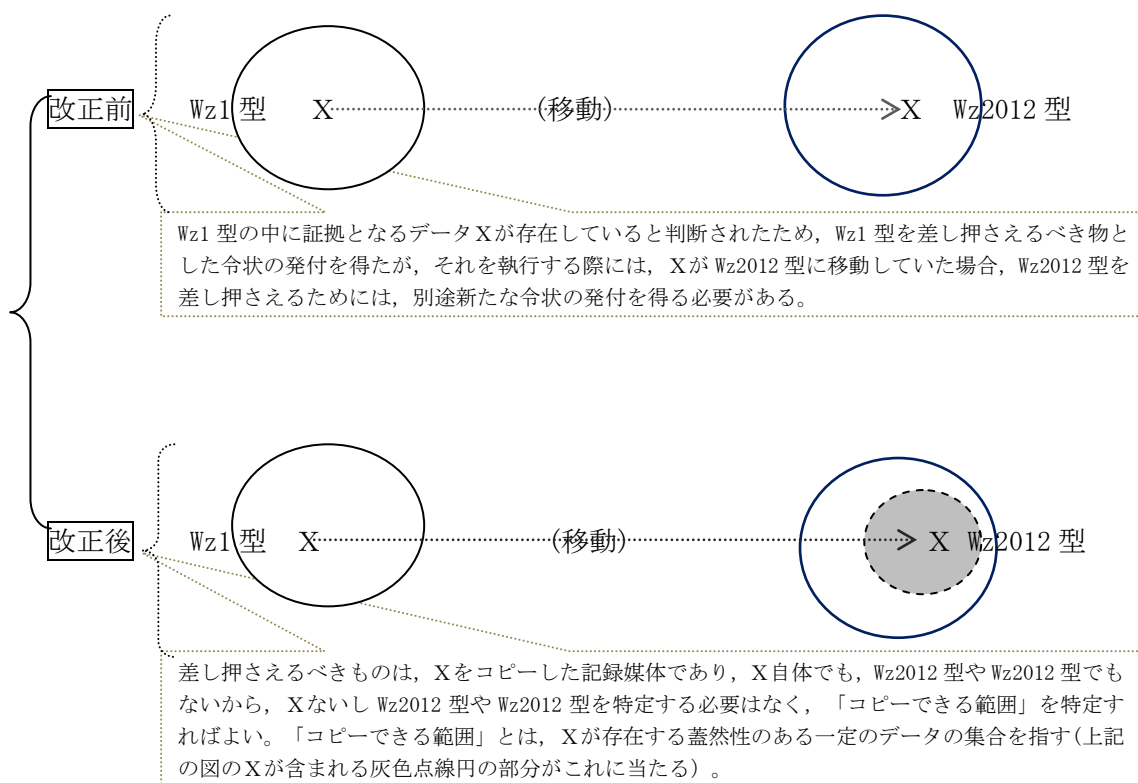 改正前 Wz1 型 X (移動) X Wz2012 型
Wz1 型の中に証拠となるデータXが存在していると判断されたため，Wz1 型を差し押さえるべき物と
した令状の発付を得たが，それを執行する際には，Xが Wz2012 型に移動していた場合，Wz2012 型を
差し押さえるためには，別途新たな令状の発付を得る必要がある。
改正後 Wz1 型 X (移動) X Wz2012 型
差し押さえるべきものは，Xをコピーした記録媒体であり，X自体でも，Wz2012 型や Wz2012 型でも
ないから，Xないし Wz2012 型や Wz2012 型を特定する必要はなく，「コピーできる範囲」を特定す
ればよい。「コピーできる範囲」とは，Xが存在する蓋然性のある一定のデータの集合を指す(上記
の図のXが含まれる灰色点線円の部分がこれに当たる)。